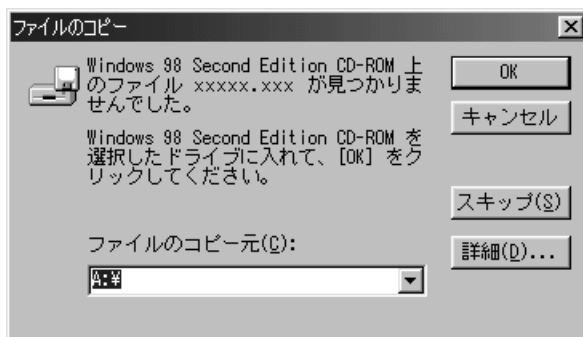 ファイルのコピー
Windows 98 Second Edition CD-ROM 上
のファイル xxxxx.xxx が見つかりま
せんでした。
Windows 98 Second Edition CD-ROM を
選択したドライブに入れて、[OK] をク
リックしてください。
ファイルのコピー元(C):
A:¥
OK
キャンセル
スキップ(S)
詳細(D)...